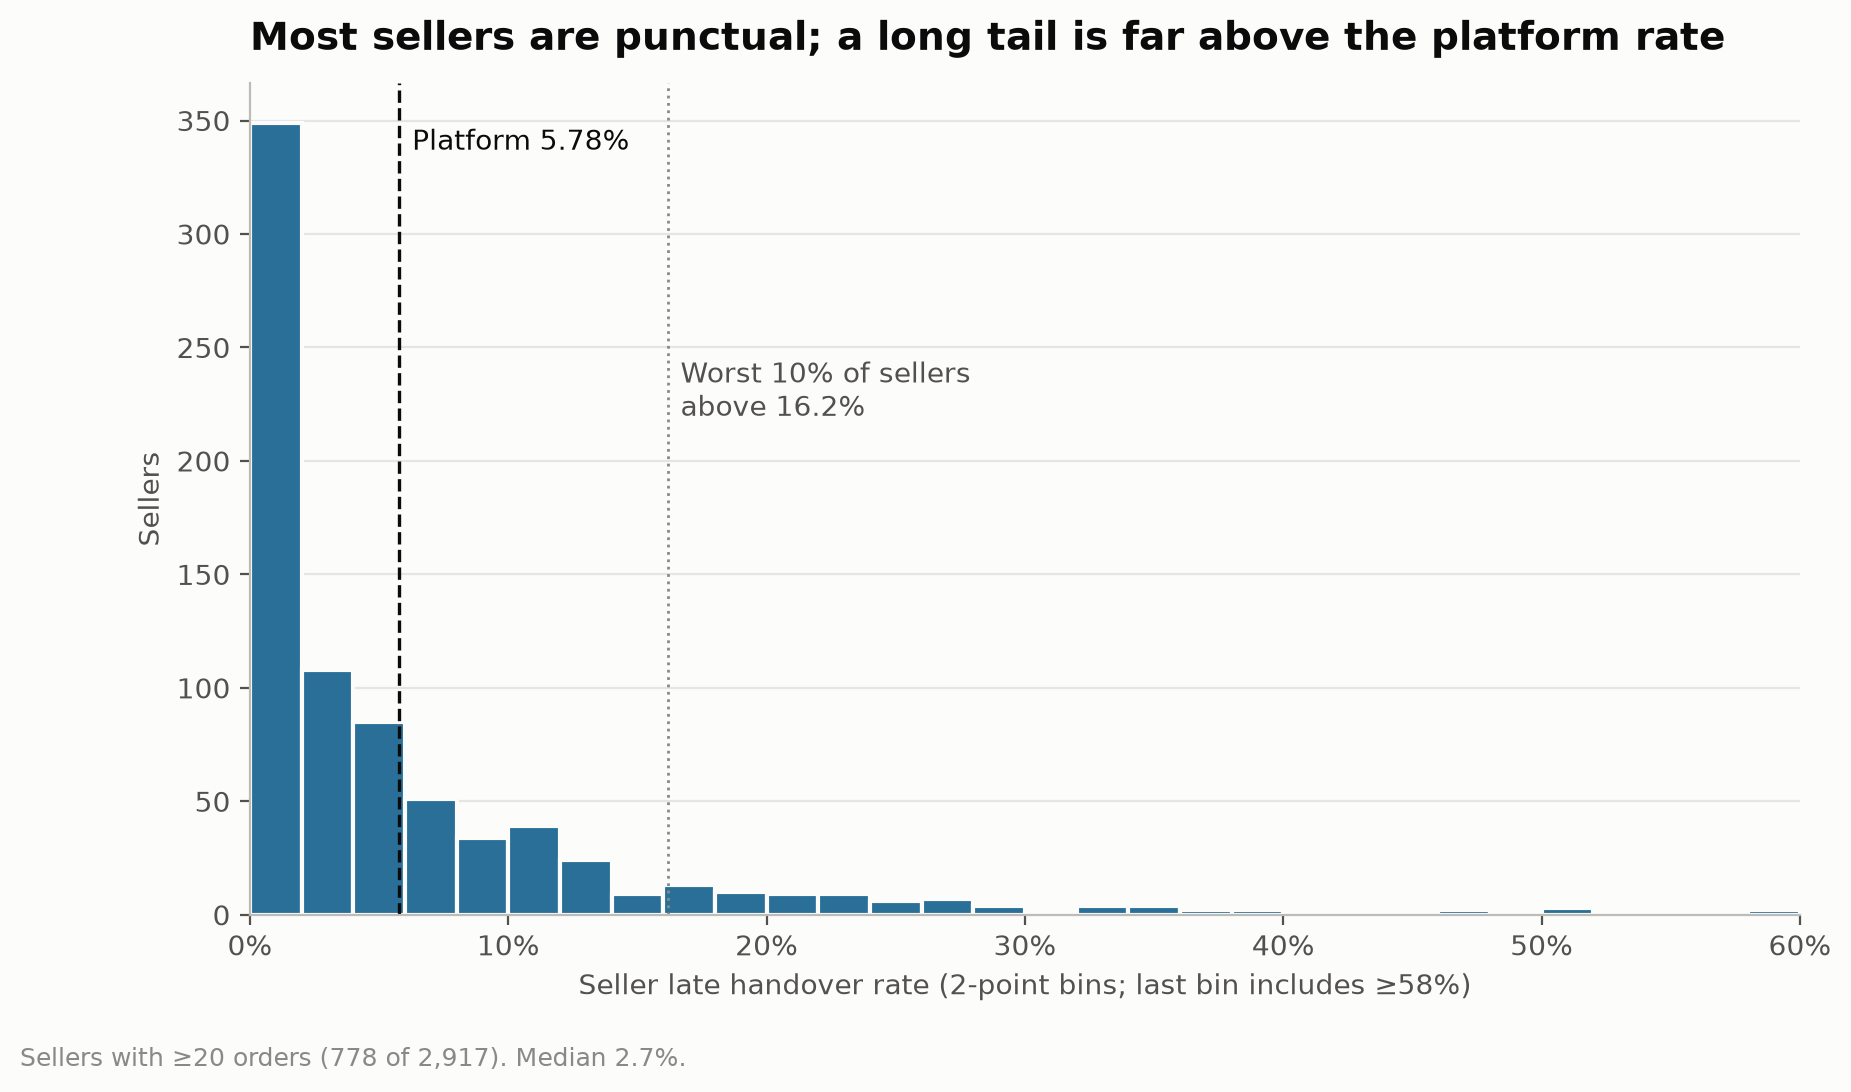 Most sellers are punctual; a long tail is far above the platform rate
350
300
250
200
150
100
50
0
Sellers
Platform 5.78%
Worst 10% of sellers
above 16.2%
0% 10% 20% 30% 40% 50% 60%
Seller late handover rate (2-point bins; last bin includes ≥58%)
Sellers with ≥20 orders (778 of 2,917). Median 2.7%.